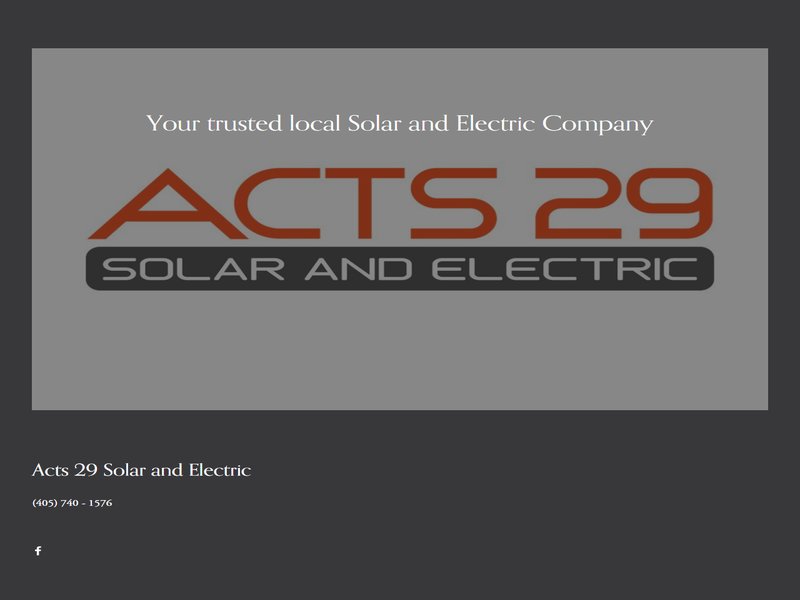 Your trusted local Solar and Electric Company
ACTS 29
SOLAR AND ELECTRIC
Acts 29 Solar and Electric
(405) 740 - 1576